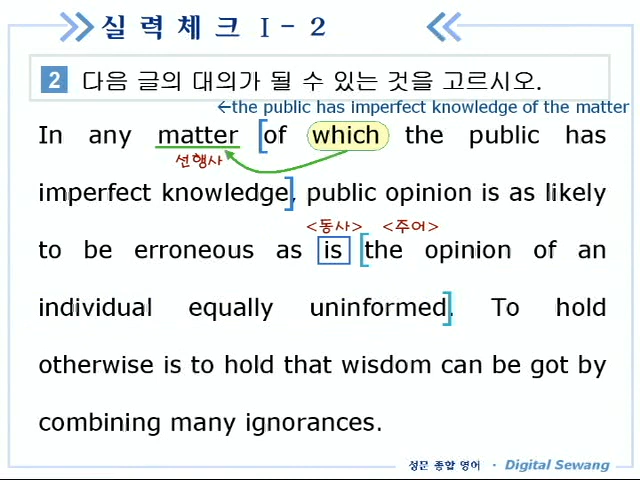 실력체크 I - 2
2 다음 글의 대의가 될 수 있는 것을 고르시오.
←the public has imperfect knowledge of the matter
In any matter [of which the public has
선행사
imperfect knowledge], public opinion is as likely
<동사> <주어>
to be erroneous as is [the opinion of an
individual equally uninformed]. To hold
otherwise is to hold that wisdom can be got by
combining many ignorances.
정문 종합 영어 · Digital Sewang